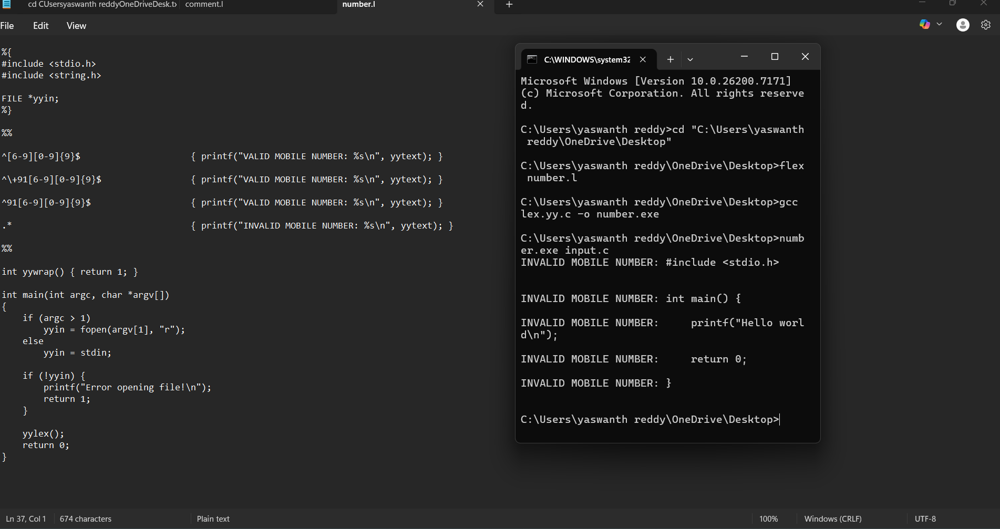 cd CUsersyaswanth reddyOneDriveDesk.tx
comment.l
number.l
File
Edit
View
%{
#include <stdio.h>
#include <string.h>
FILE *yyin;
%}
%%
^[6-9][0-9]{9}$ { printf("VALID MOBILE NUMBER: %s\n", yytext); }
^\+91[6-9][0-9]{9}$ { printf("VALID MOBILE NUMBER: %s\n", yytext); }
^91[6-9][0-9]{9}$ { printf("VALID MOBILE NUMBER: %s\n", yytext); }
.* { printf("INVALID MOBILE NUMBER: %s\n", yytext); }
%%
int yywrap() { return 1; }
int main(int argc, char *argv[])
{
    if (argc > 1)
        yyin = fopen(argv[1], "r");
    else
        yyin = stdin;
    if (!yyin) {
        printf("Error opening file!\n");
        return 1;
    }
    yylex();
    return 0;
}
C:\WINDOWS\system32
Microsoft Windows [Version 10.0.26200.7171]
(c) Microsoft Corporation. All rights reserve
d.
C:\Users\yaswanth reddy>cd "C:\Users\yaswanth
 reddy\OneDrive\Desktop"
C:\Users\yaswanth reddy\OneDrive\Desktop>flex
 number.l
C:\Users\yaswanth reddy\OneDrive\Desktop>gcc
lex.yy.c -o number.exe
C:\Users\yaswanth reddy\OneDrive\Desktop>numb
er.exe input.c
INVALID MOBILE NUMBER: #include <stdio.h>
INVALID MOBILE NUMBER: int main() {
INVALID MOBILE NUMBER:     printf("Hello worl
d\n");
INVALID MOBILE NUMBER:     return 0;
INVALID MOBILE NUMBER: }
C:\Users\yaswanth reddy\OneDrive\Desktop>
Ln 37, Col 1
674 characters
Plain text
100%
Windows (CRLF)
UTF-8